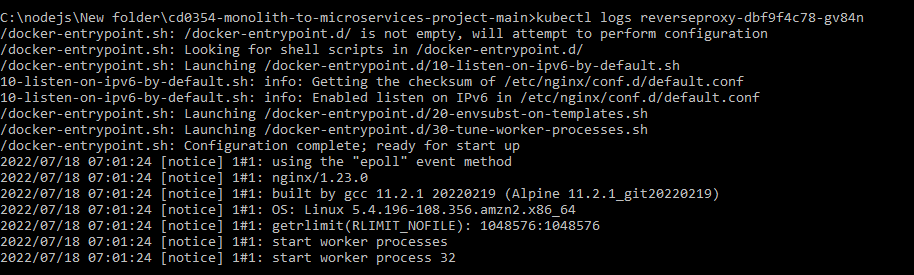 C:\nodejs\New folder\cd0354-monolith-to-microservices-project-main>kubectl logs reverseproxy-dbf9f4c78-gv84n
/docker-entrypoint.sh: /docker-entrypoint.d/ is not empty, will attempt to perform configuration
/docker-entrypoint.sh: Looking for shell scripts in /docker-entrypoint.d/
/docker-entrypoint.sh: Launching /docker-entrypoint.d/10-listen-on-ipv6-by-default.sh
10-listen-on-ipv6-by-default.sh: info: Getting the checksum of /etc/nginx/conf.d/default.conf
10-listen-on-ipv6-by-default.sh: info: Enabled listen on IPv6 in /etc/nginx/conf.d/default.conf
/docker-entrypoint.sh: Launching /docker-entrypoint.d/20-envsubst-on-templates.sh
/docker-entrypoint.sh: Launching /docker-entrypoint.d/30-tune-worker-processes.sh
/docker-entrypoint.sh: Configuration complete; ready for start up
2022/07/18 07:01:24 [notice] 1#1: using the "epoll" event method
2022/07/18 07:01:24 [notice] 1#1: nginx/1.23.0
2022/07/18 07:01:24 [notice] 1#1: built by gcc 11.2.1 20220219 (Alpine 11.2.1_git20220219)
2022/07/18 07:01:24 [notice] 1#1: OS: Linux 5.4.196-108.356.amzn2.x86_64
2022/07/18 07:01:24 [notice] 1#1: getrlimit(RLIMIT_NOFILE): 1048576:1048576
2022/07/18 07:01:24 [notice] 1#1: start worker processes
2022/07/18 07:01:24 [notice] 1#1: start worker process 32